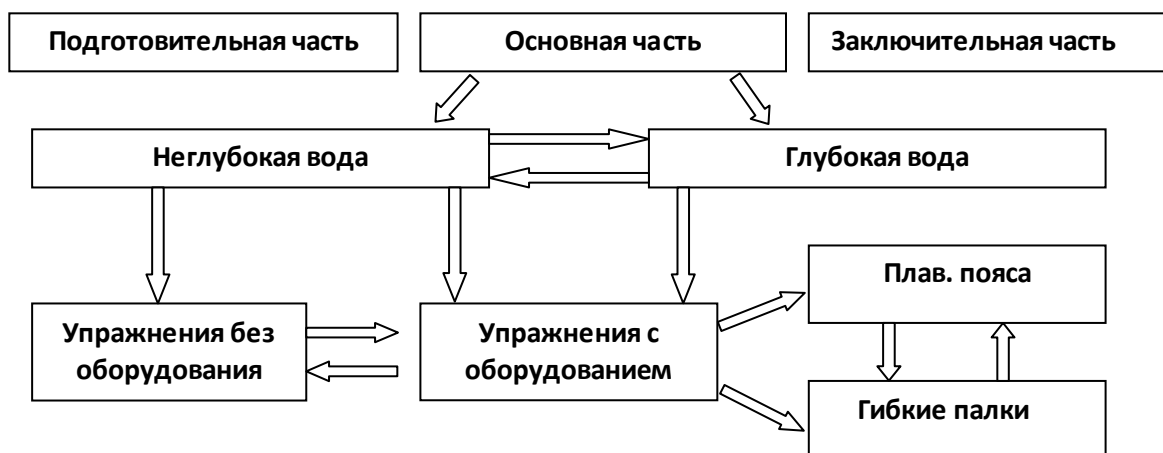 Подготовительная часть
Основная часть
Заключительная часть
Неглубокая вода
Глубокая вода
Плав. пояса
Упражнения без
оборудования
Упражнения с
оборудованием
Гибкие палки